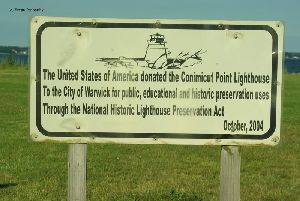 The United States of America donated the Conimicut Point Lighthouse
To the City of Warwick for public, educational and historic preservation uses
Through the National Historic Lighthouse Preservation Act
October, 2004